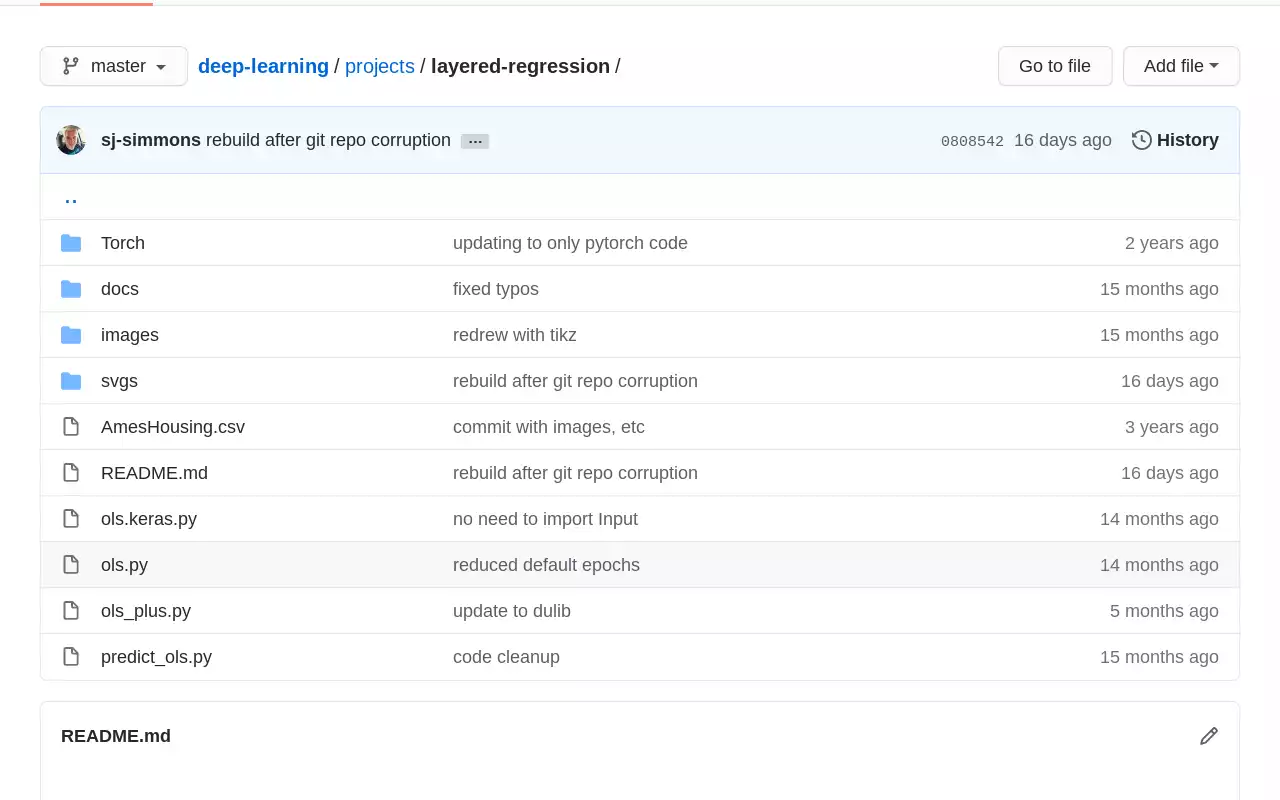 master deep-learning / projects / layered-regression / Go to file Add file
sj-simmons rebuild after git repo corruption ... 0808542 16 days ago History
..
Torch updating to only pytorch code 2 years ago
docs fixed typos 15 months ago
images redrew with tikz 15 months ago
svgs rebuild after git repo corruption 16 days ago
AmesHousing.csv commit with images, etc 3 years ago
README.md rebuild after git repo corruption 16 days ago
ols.keras.py no need to import Input 14 months ago
ols.py reduced default epochs 14 months ago
ols_plus.py update to dulib 5 months ago
predict_ols.py code cleanup 15 months ago
README.md